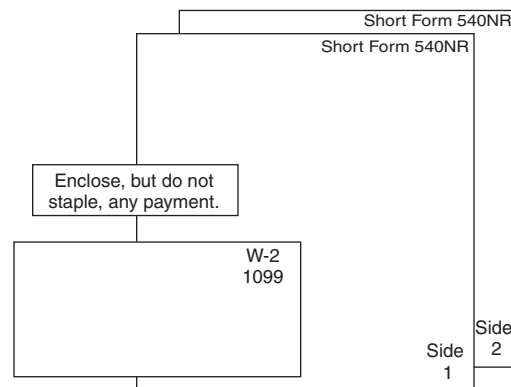 Short Form 540NR
Short Form 540NR
Enclose, but do not
staple, any payment.
W-2
1099
Side
2
Side
1